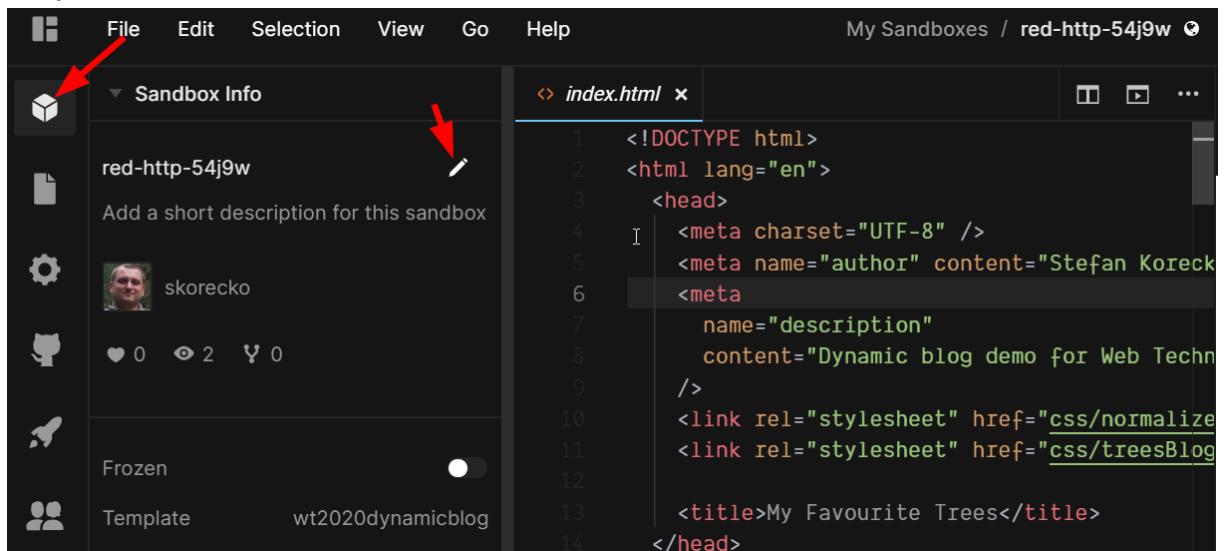 File Edit Selection View Go Help My Sandboxes / red-http-54j9w
Sandbox Info
red-http-54j9w
Add a short description for this sandbox
skorecko
0 2 0
Frozen
Template wt2020dynamicblog
<> index.html ×
1 <!DOCTYPE html>
2 <html lang="en">
3 <head>
4 <meta charset="UTF-8" />
5 <meta name="author" content="Stefan Koreck
6 <meta
7 name="description"
8 content="Dynamic blog demo for Web Techn
9 />
10 <link rel="stylesheet" href="css/normalize
11 <link rel="stylesheet" href="css/treesBlog
12
13 <title>My Favourite Trees</title>
14 </head>